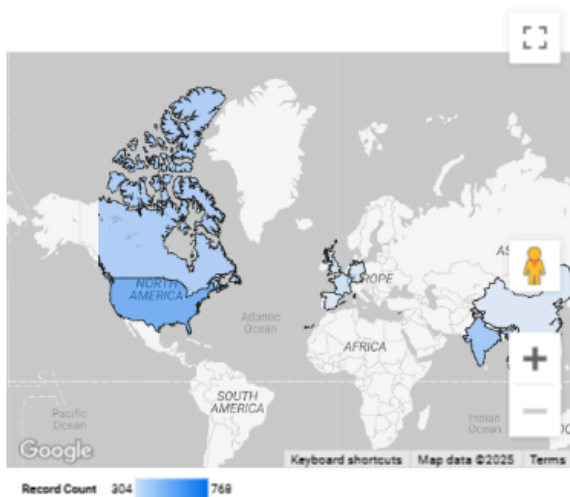 AS
NORTH
AMERICA
ROPE
Atlantic
Ocean
AFRICA
SOUTH
AMERICA
Pacific
Ocean
Indian
Ocean
OC
Google
Keyboard shortcuts Map data ©2025 Terms
Record Count 304 768